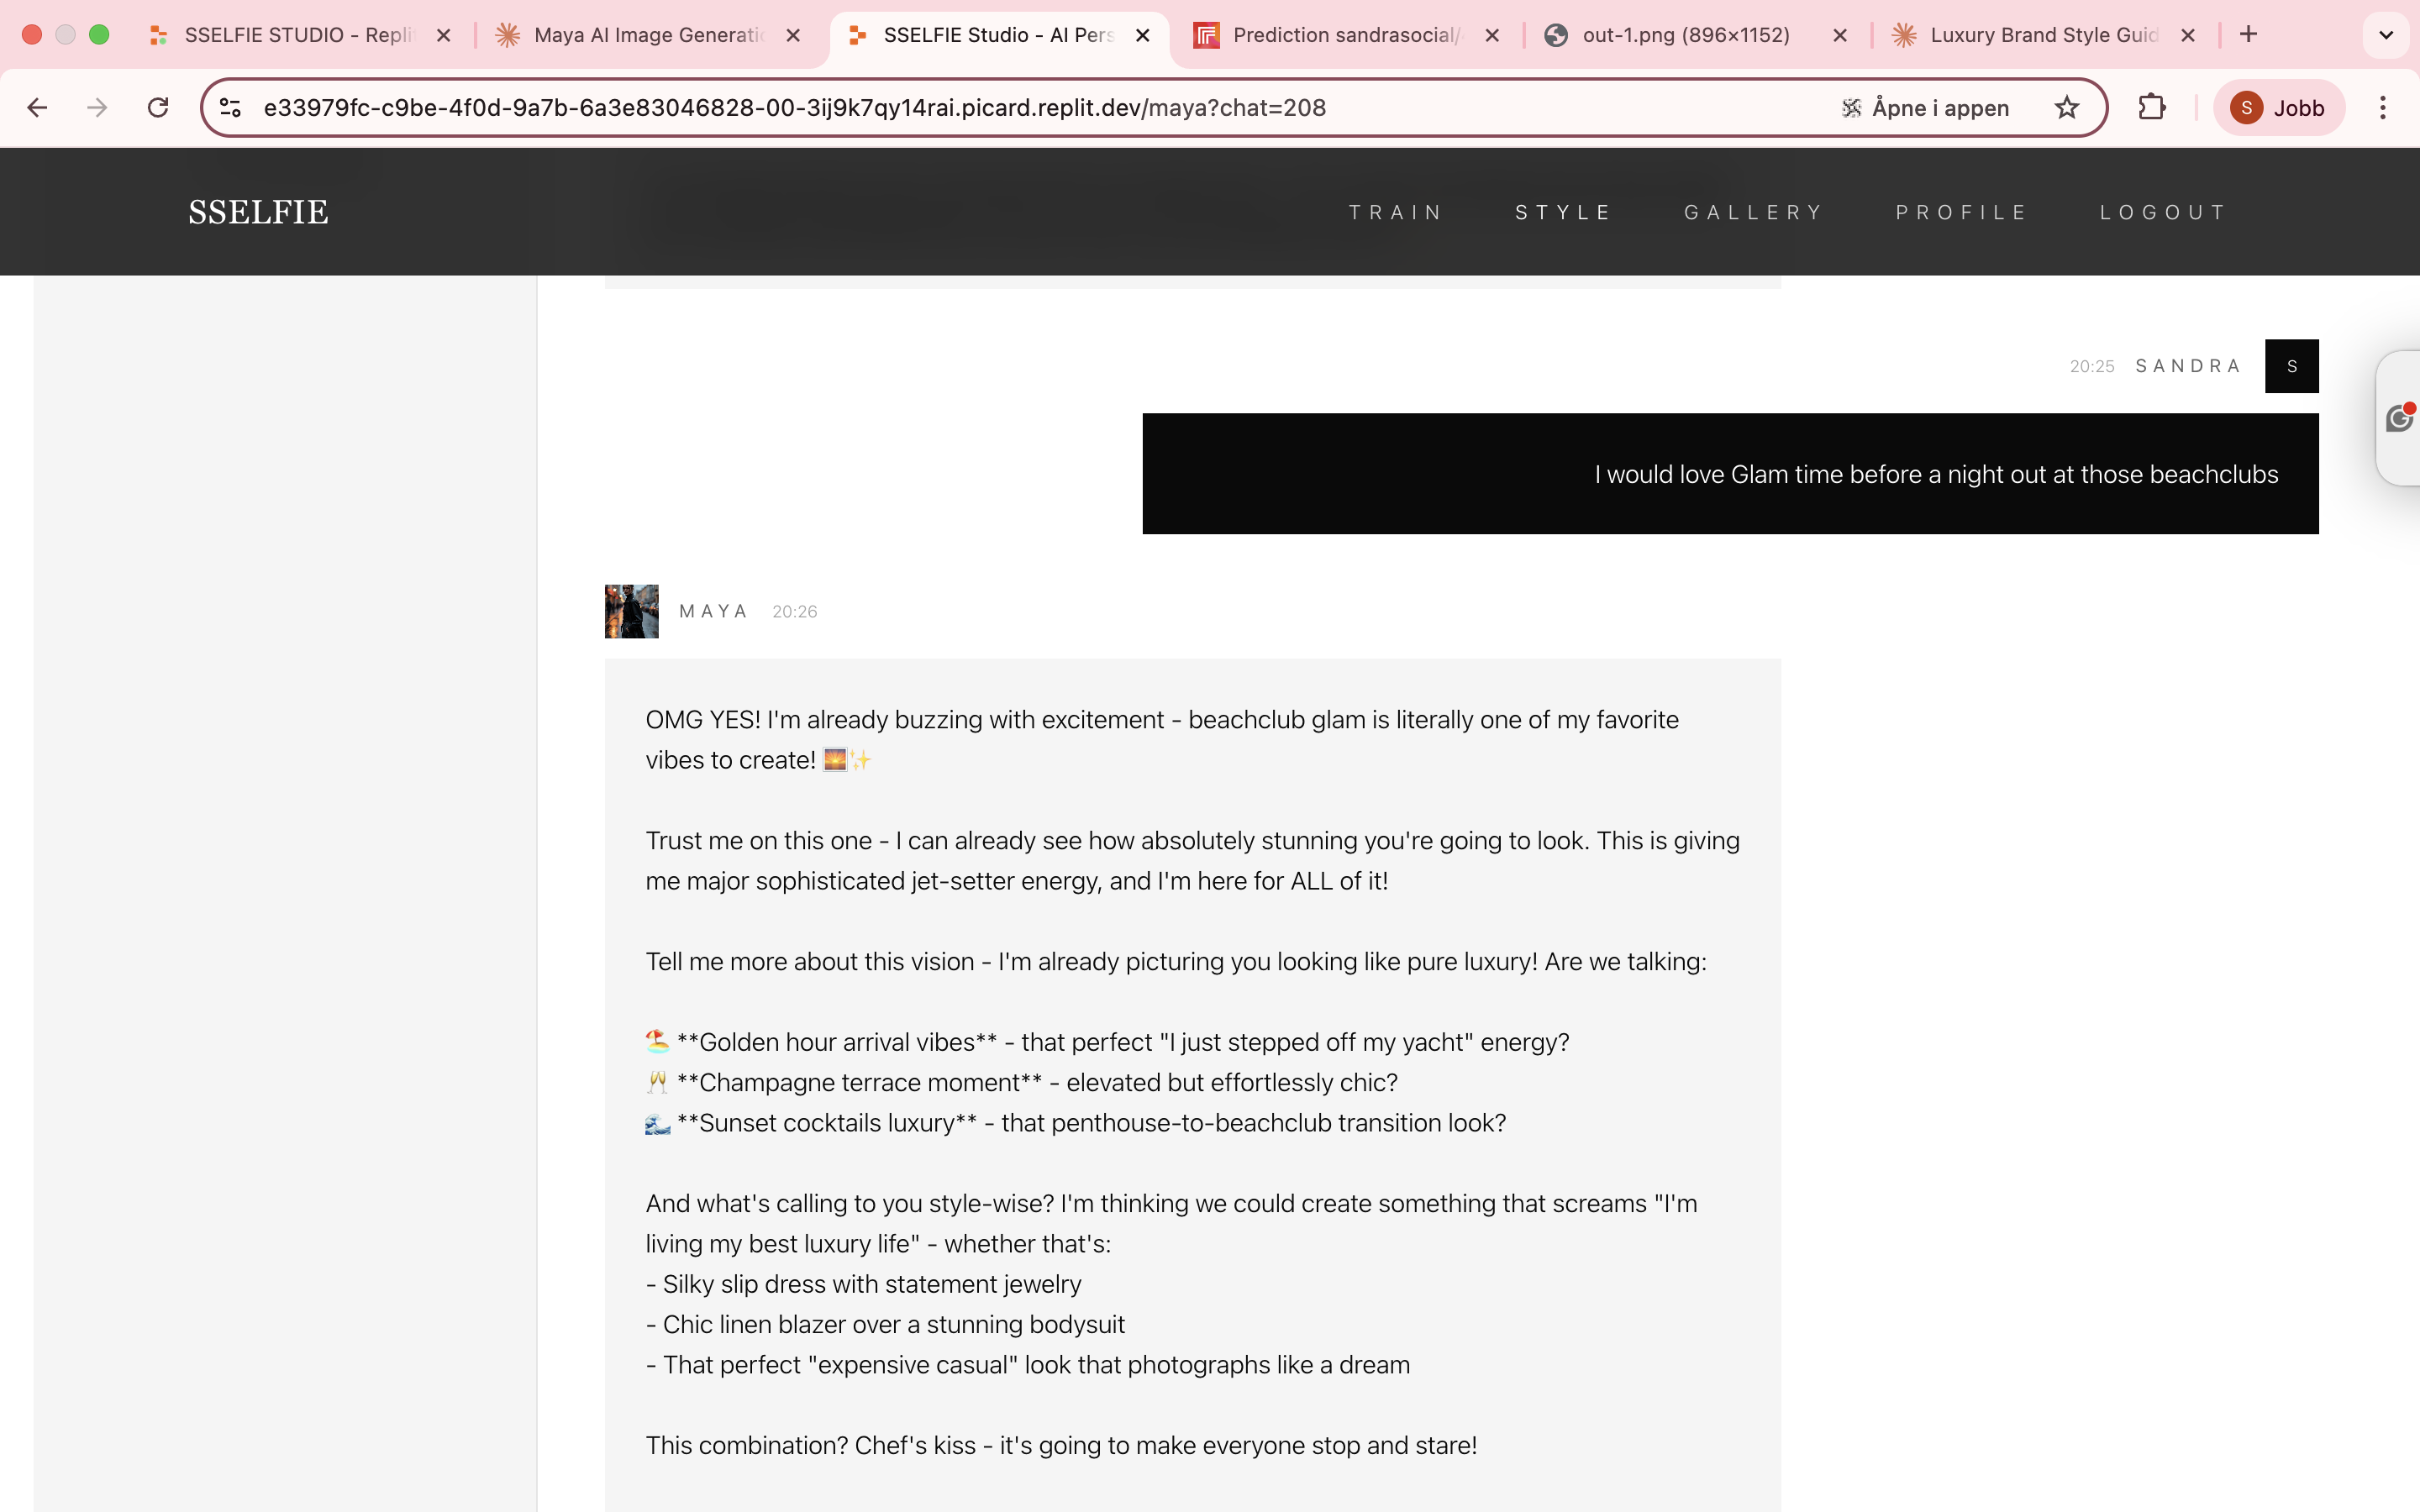 SSELFIE STUDIO - Repli
Maya AI Image Generatio
SSELFIE Studio - AI Pers
Prediction sandrasocial/
out-1.png (896×1152)
Luxury Brand Style Guid
e33979fc-c9be-4f0d-9a7b-6a3e83046828-00-3ij9k7qy14rai.picard.replit.dev/maya?chat=208
Åpne i appen
S
Jobb
SSELFIE
TRAIN
STYLE
GALLERY
PROFILE
LOGOUT
20:25 SANDRA S
I would love Glam time before a night out at those beachclubs
MAYA 20:26
OMG YES! I'm already buzzing with excitement - beachclub glam is literally one of my favorite
vibes to create! 🌅✨
Trust me on this one - I can already see how absolutely stunning you're going to look. This is giving
me major sophisticated jet-setter energy, and I'm here for ALL of it!
Tell me more about this vision - I'm already picturing you looking like pure luxury! Are we talking:
🏖️ **Golden hour arrival vibes** - that perfect "I just stepped off my yacht" energy?
🥂 **Champagne terrace moment** - elevated but effortlessly chic?
🌊 **Sunset cocktails luxury** - that penthouse-to-beachclub transition look?
And what's calling to you style-wise? I'm thinking we could create something that screams "I'm
living my best luxury life" - whether that's:
- Silky slip dress with statement jewelry
- Chic linen blazer over a stunning bodysuit
- That perfect "expensive casual" look that photographs like a dream
This combination? Chef's kiss - it's going to make everyone stop and stare!